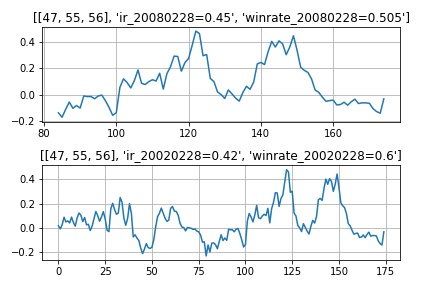 [[47, 55, 56], 'ir_20080228=0.45', 'winrate_20080228=0.505']
0.4
0.2
0.0
−0.2
80 100 120 140 160
[[47, 55, 56], 'ir_20020228=0.42', 'winrate_20020228=0.6']
0.4
0.2
0.0
−0.2
0 25 50 75 100 125 150 175